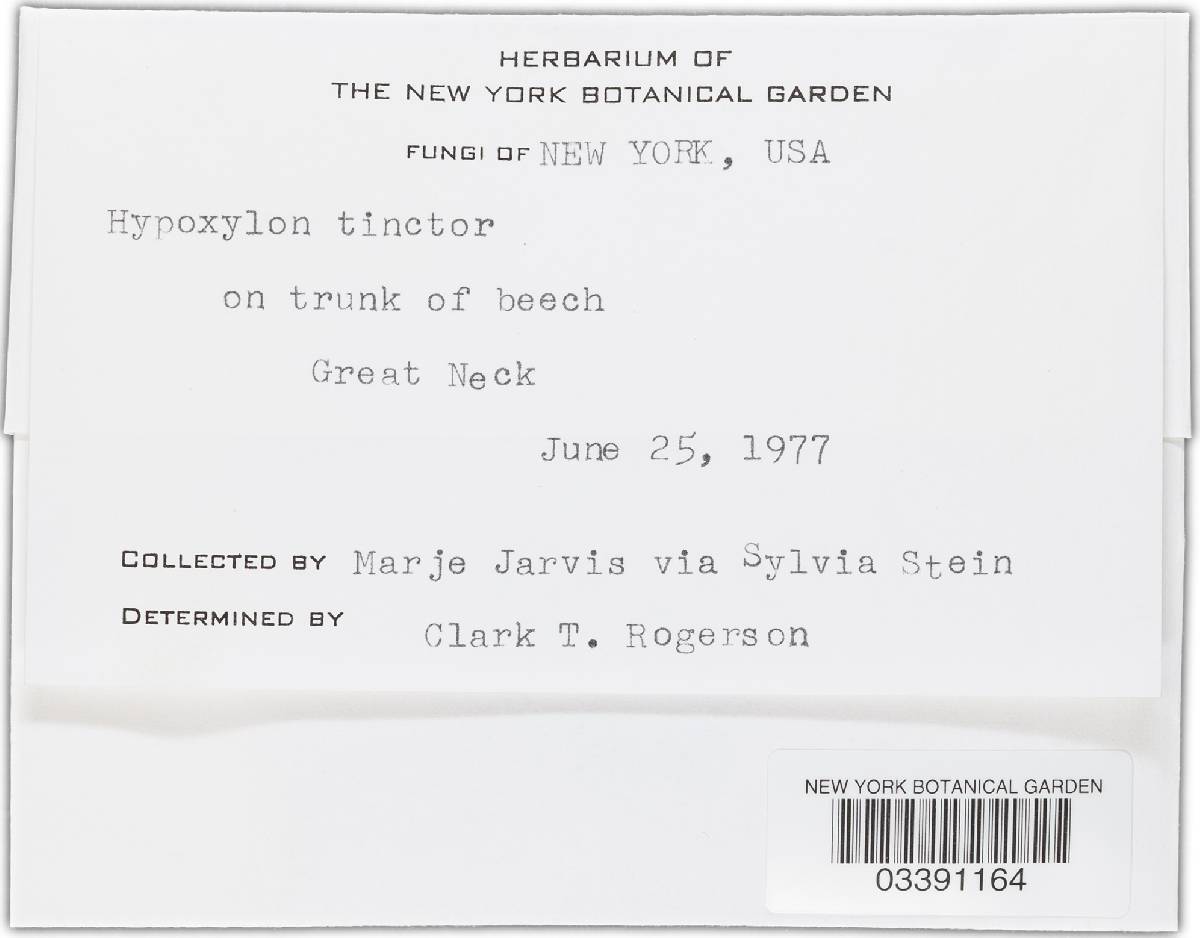 HERBARIUM OF
THE NEW YORK BOTANICAL GARDEN
FUNGI OF NEW YORK, USA
Hypoxylon tinctor
on trunk of beech
Great Neck
June 25, 1977
COLLECTED BY Marje Jarvis via Sylvia Stein
DETERMINED BY Clark T. Rogerson
NEW YORK BOTANICAL GARDEN
03391164